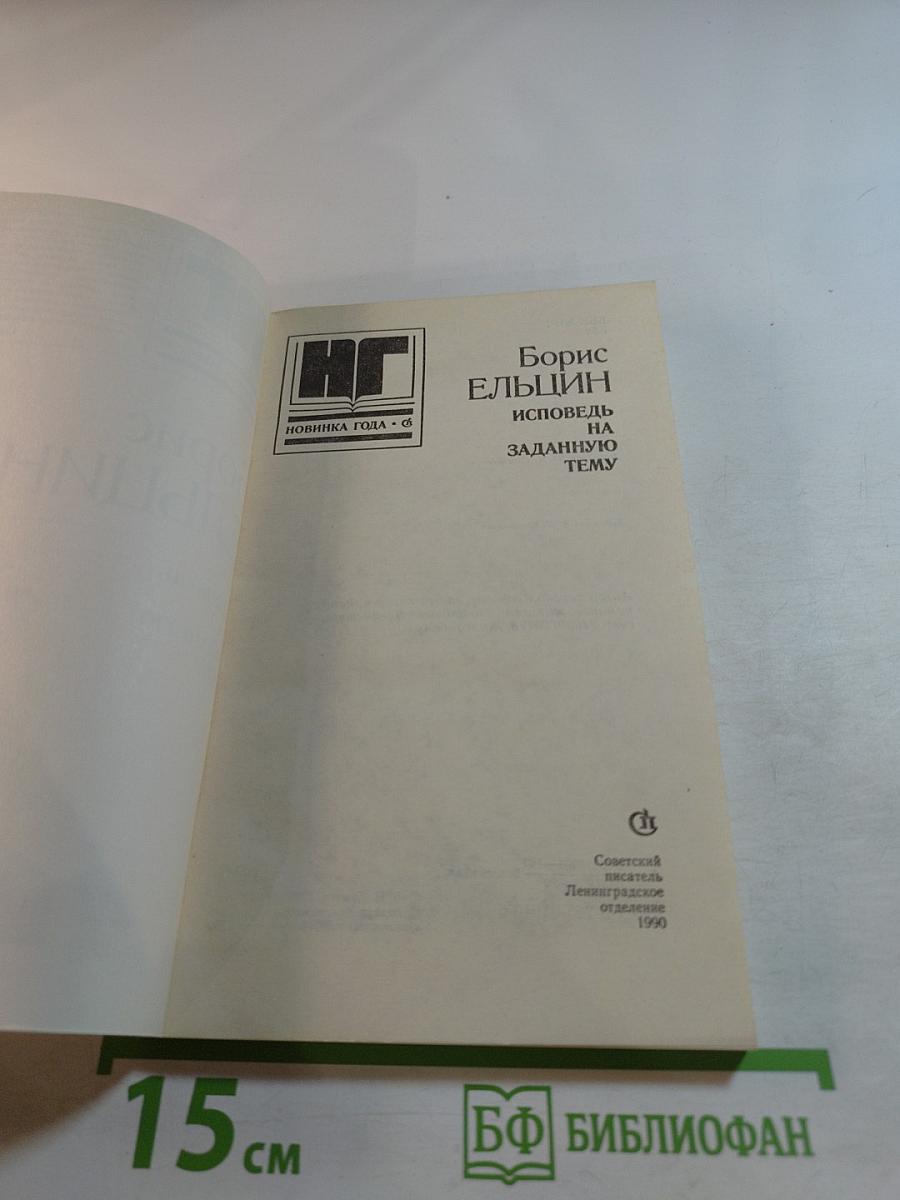 НГ
НОВИНКА ГОДА •
Борис
ЕЛЬЦИН
ИСПОВЕДЬ
НА
ЗАДАННУЮ
ТЕМУ
Советский
писатель
Ленинградское
отделение
1990
15 см
БФ БИБЛИОФАН